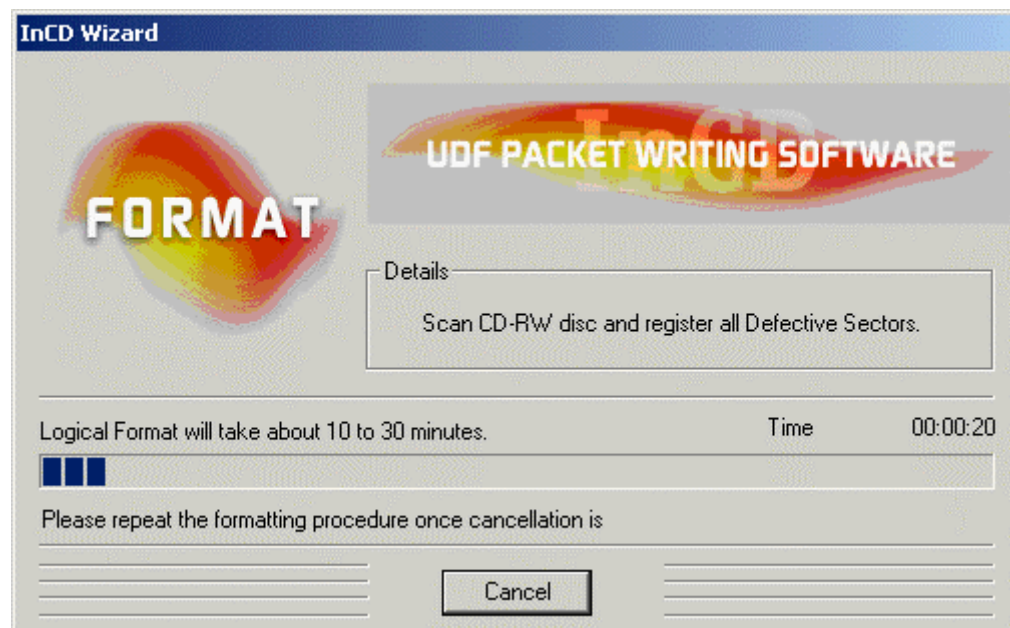 InCD Wizard
InCD
UDF PACKET WRITING SOFTWARE
FORMAT
Details
Scan CD-RW disc and register all Defective Sectors.
Logical Format will take about 10 to 30 minutes.
Time 00:00:20
Please repeat the formatting procedure once cancellation is
Cancel